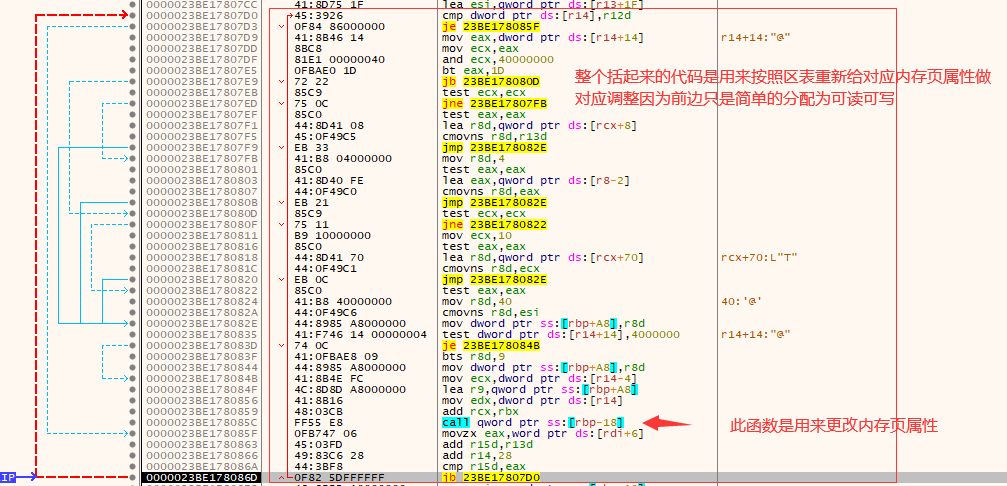 0000023BE17807CC 41:8D75 1F lea esi,qword ptr ds:[r13+1F]
0000023BE17807D0 45:3926 cmp dword ptr ds:[r14],r12d
0000023BE17807D3 0F84 86000000 je 23BE178085F
0000023BE17807D9 41:8B46 14 mov eax,dword ptr ds:[r14+14] r14+14:"@"
0000023BE17807DD 8BC8 mov ecx,eax
0000023BE17807DF 81E1 00000040 and ecx,40000000
0000023BE17807E5 0FBAE0 1D bt eax,1D
0000023BE17807E9 72 22 jb 23BE178080D
0000023BE17807EB 85C9 test ecx,ecx
0000023BE17807ED 75 0C jne 23BE17807FB
0000023BE17807EF 85C0 test eax,eax
0000023BE17807F1 44:8D41 08 lea r8d,qword ptr ds:[rcx+8]
0000023BE17807F5 45:0F49C5 cmovns r8d,r13d
0000023BE17807F9 EB 33 jmp 23BE178082E
0000023BE17807FB 41:B8 04000000 mov r8d,4
0000023BE1780801 85C0 test eax,eax
0000023BE1780803 41:8D40 FE lea eax,qword ptr ds:[r8-2]
0000023BE1780807 44:0F49C0 cmovns r8d,eax
0000023BE178080B EB 21 jmp 23BE178082E
0000023BE178080D 85C9 test ecx,ecx
0000023BE178080F 75 11 jne 23BE1780822
0000023BE1780811 B9 10000000 mov ecx,10
0000023BE1780816 85C0 test eax,eax
0000023BE1780818 44:8D41 70 lea r8d,qword ptr ds:[rcx+70] rcx+70:L"T"
0000023BE178081C 44:0F49C1 cmovns r8d,ecx
0000023BE1780820 EB 0C jmp 23BE178082E
0000023BE1780822 85C0 test eax,eax
0000023BE1780824 41:B8 40000000 mov r8d,40 40:'@'
0000023BE178082A 44:0F49C6 cmovns r8d,esi
0000023BE178082E 44:8985 A8000000 mov dword ptr ss:[rbp+A8],r8d
0000023BE1780835 41:F746 14 00000004 test dword ptr ds:[r14+14],4000000 r14+14:"@"
0000023BE178083D 74 0C je 23BE178084B
0000023BE178083F 41:0FBAE8 09 bts r8d,9
0000023BE1780844 44:8985 A8000000 mov dword ptr ss:[rbp+A8],r8d
0000023BE178084B 41:8B4E FC mov ecx,dword ptr ds:[r14-4]
0000023BE178084F 4C:8D8D A8000000 lea r9,qword ptr ss:[rbp+A8]
0000023BE1780856 41:8B16 mov edx,dword ptr ds:[r14]
0000023BE1780859 48:03CB add rcx,rbx
0000023BE178085C FF55 E8 call qword ptr ss:[rbp-18]
0000023BE178085F 0FB747 06 movzx eax,word ptr ds:[rdi+6]
0000023BE1780863 45:03FD add r15d,r13d
0000023BE1780866 49:83C6 28 add r14,28
0000023BE178086A 44:3BF8 cmp r15d,eax
IP 0000023BE178086D 0F82 5DFFFFFF jb 23BE17807D0
整个括起来的代码是用来按照区表重新给对应内存页属性做
对应调整因为前边只是简单的分配为可读可写
此函数是用来更改内存页属性